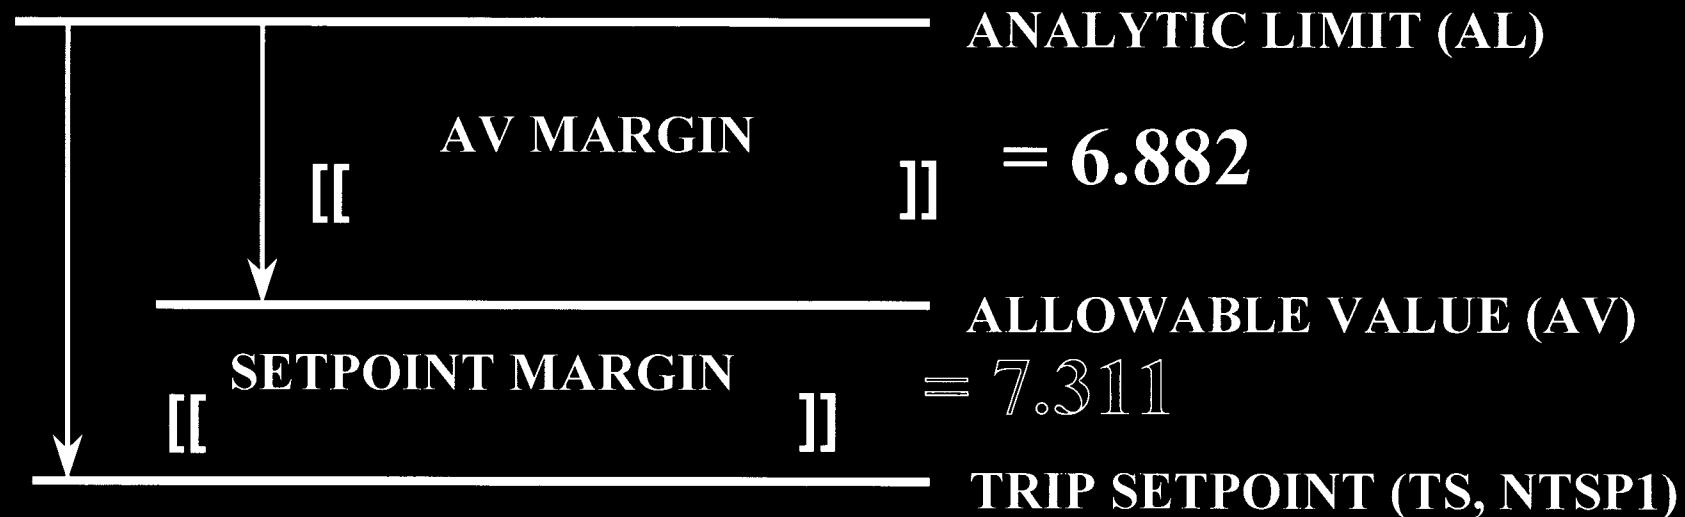 ANALYTIC LIMIT (AL)
AV MARGIN
[[ ]] = 6.882
ALLOWABLE VALUE (AV)
SETPOINT MARGIN
[[ ]] = 7.311
TRIP SETPOINT (TS, NTSP1)